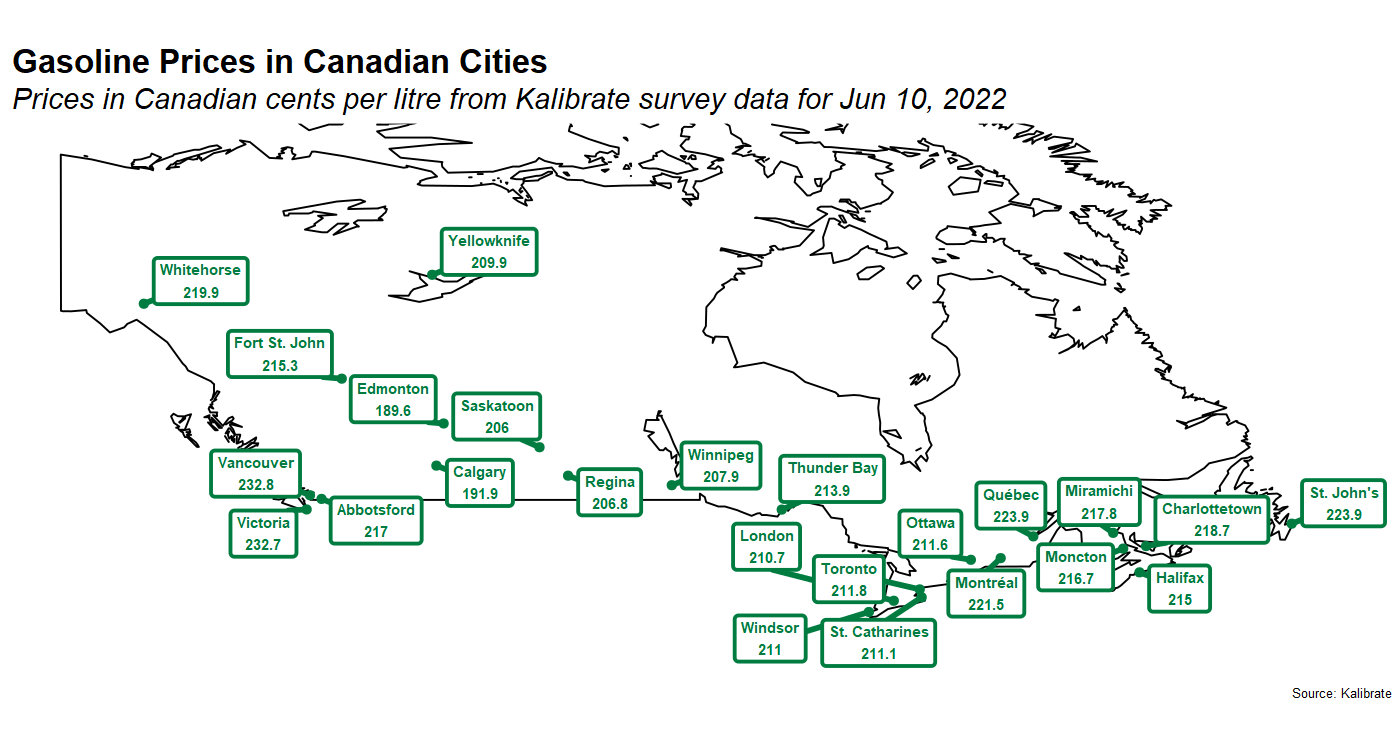 Gasoline Prices in Canadian Cities
Prices in Canadian cents per litre from Kalibrate survey data for Jun 10, 2022
Yellowknife
209.9
Whitehorse
219.9
Fort St. John
215.3
Edmonton
189.6
Saskatoon
206
Vancouver
232.8
Calgary
191.9
Regina
206.8
Winnipeg
207.9
Thunder Bay
213.9
Québec
223.9
Miramichi
217.8
Charlottetown
218.7
St. John's
223.9
Victoria
232.7
Abbotsford
217
London
210.7
Ottawa
211.6
Toronto
211.8
Montréal
221.5
Moncton
216.7
Halifax
215
Windsor
211
St. Catharines
211.1
Source: Kalibrate